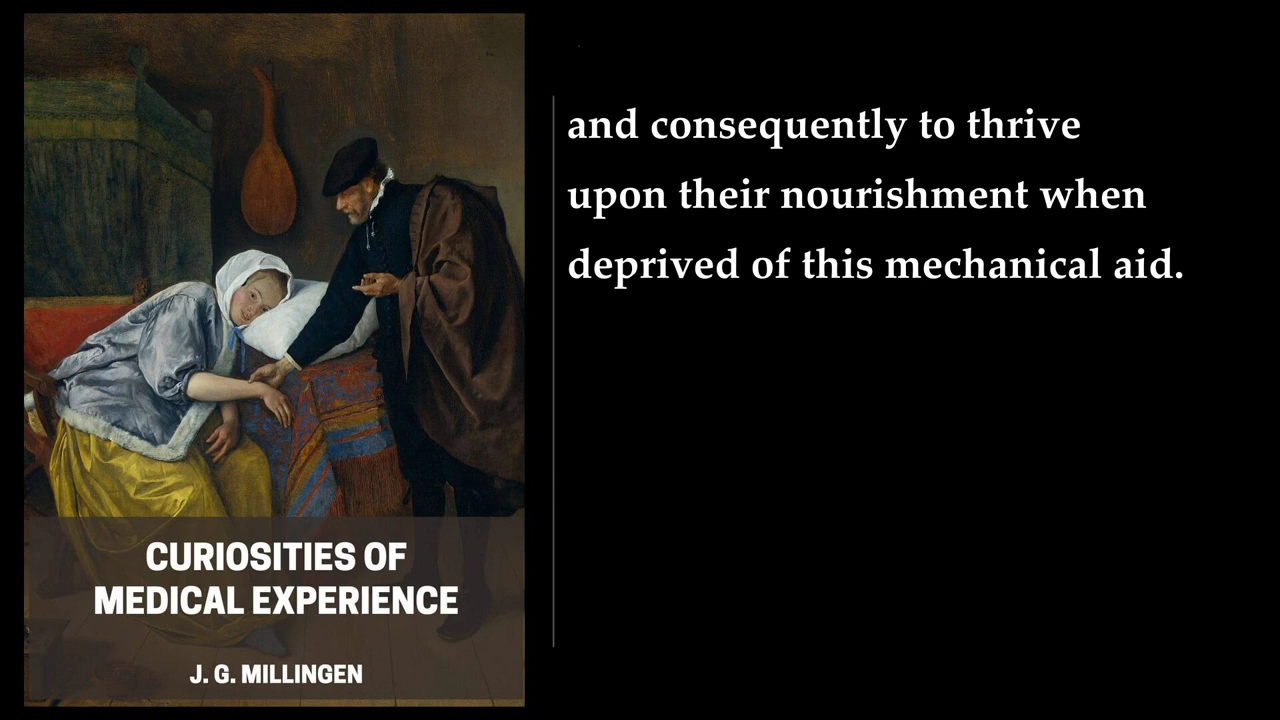 and consequently to thrive
upon their nourishment when
deprived of this mechanical aid.
CURIOSITIES OF
MEDICAL EXPERIENCE
J. G. MILLINGEN